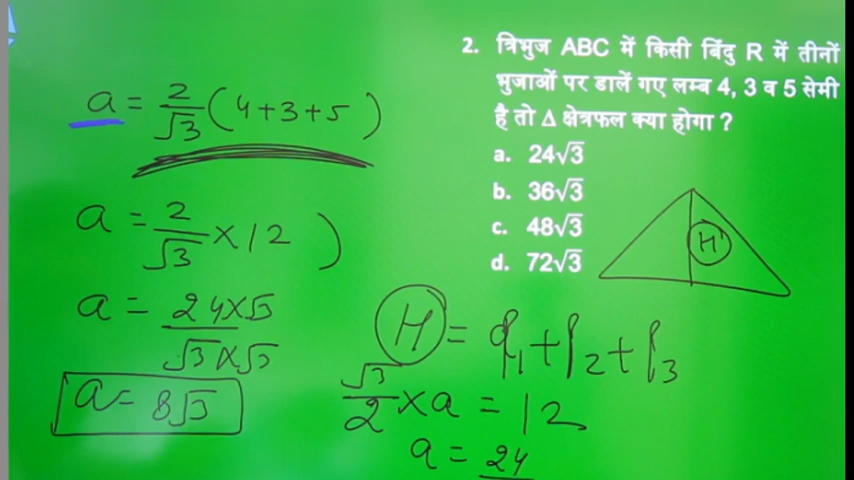 2. त्रिभुज ABC में किसी बिंदु R में तीनों
भुजाओं पर डालें गए लम्ब 4, 3 व 5 सेमी
है तो Δ क्षेत्रफल क्या होगा ?
a. 24√3
b. 36√3
c. 48√3
d. 72√3
a = 2/√3 (4+3+5)
a = 2/√3 × 12 )
a = 24×√3 / √3×√3
a = 8√3
H
H = P₁+P₂+P₃
√3/2 × a = 12
a = 24